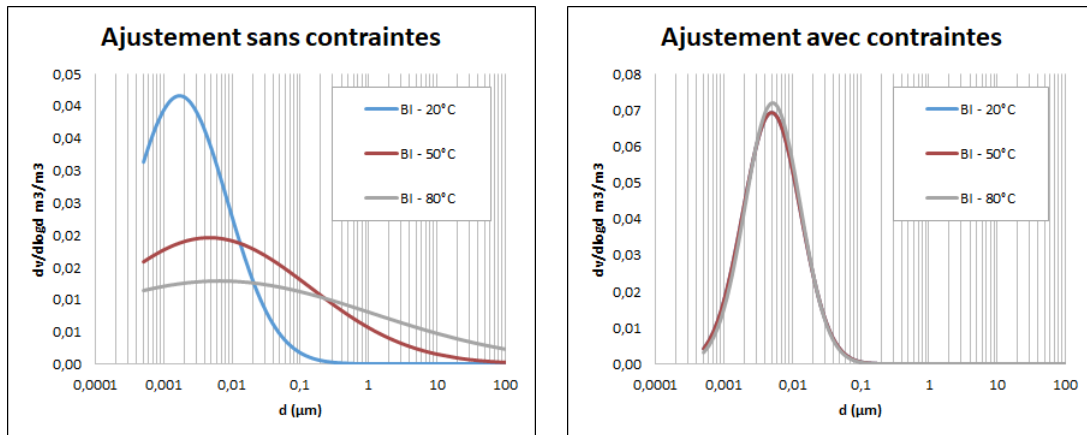 Ajustement sans contraintes
dv/dlogd m3/m3
0,05
0,04
0,04
0,03
0,03
0,02
0,02
0,01
0,01
0,00
BI - 20°C
BI - 50°C
BI - 80°C
0,0001 0,001 0,01 0,1 1 10 100
d (µm)
Ajustement avec contraintes
dv/dlogd m3/m3
0,08
0,07
0,06
0,05
0,04
0,03
0,02
0,01
0,00
BI - 20°C
BI - 50°C
BI - 80°C
0,0001 0,001 0,01 0,1 1 10 100
d (µm)